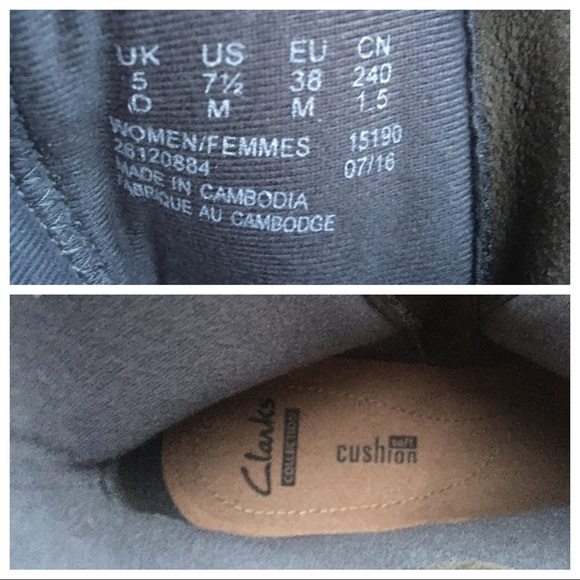 UK US EU CN
5 7½ 38 240
D M M 1.5
WOMEN/FEMMES 15190
26120884 07/16
MADE IN CAMBODIA
FABRIQUE AU CAMBODGE
Clarks
COLLECTION
cushion
soft